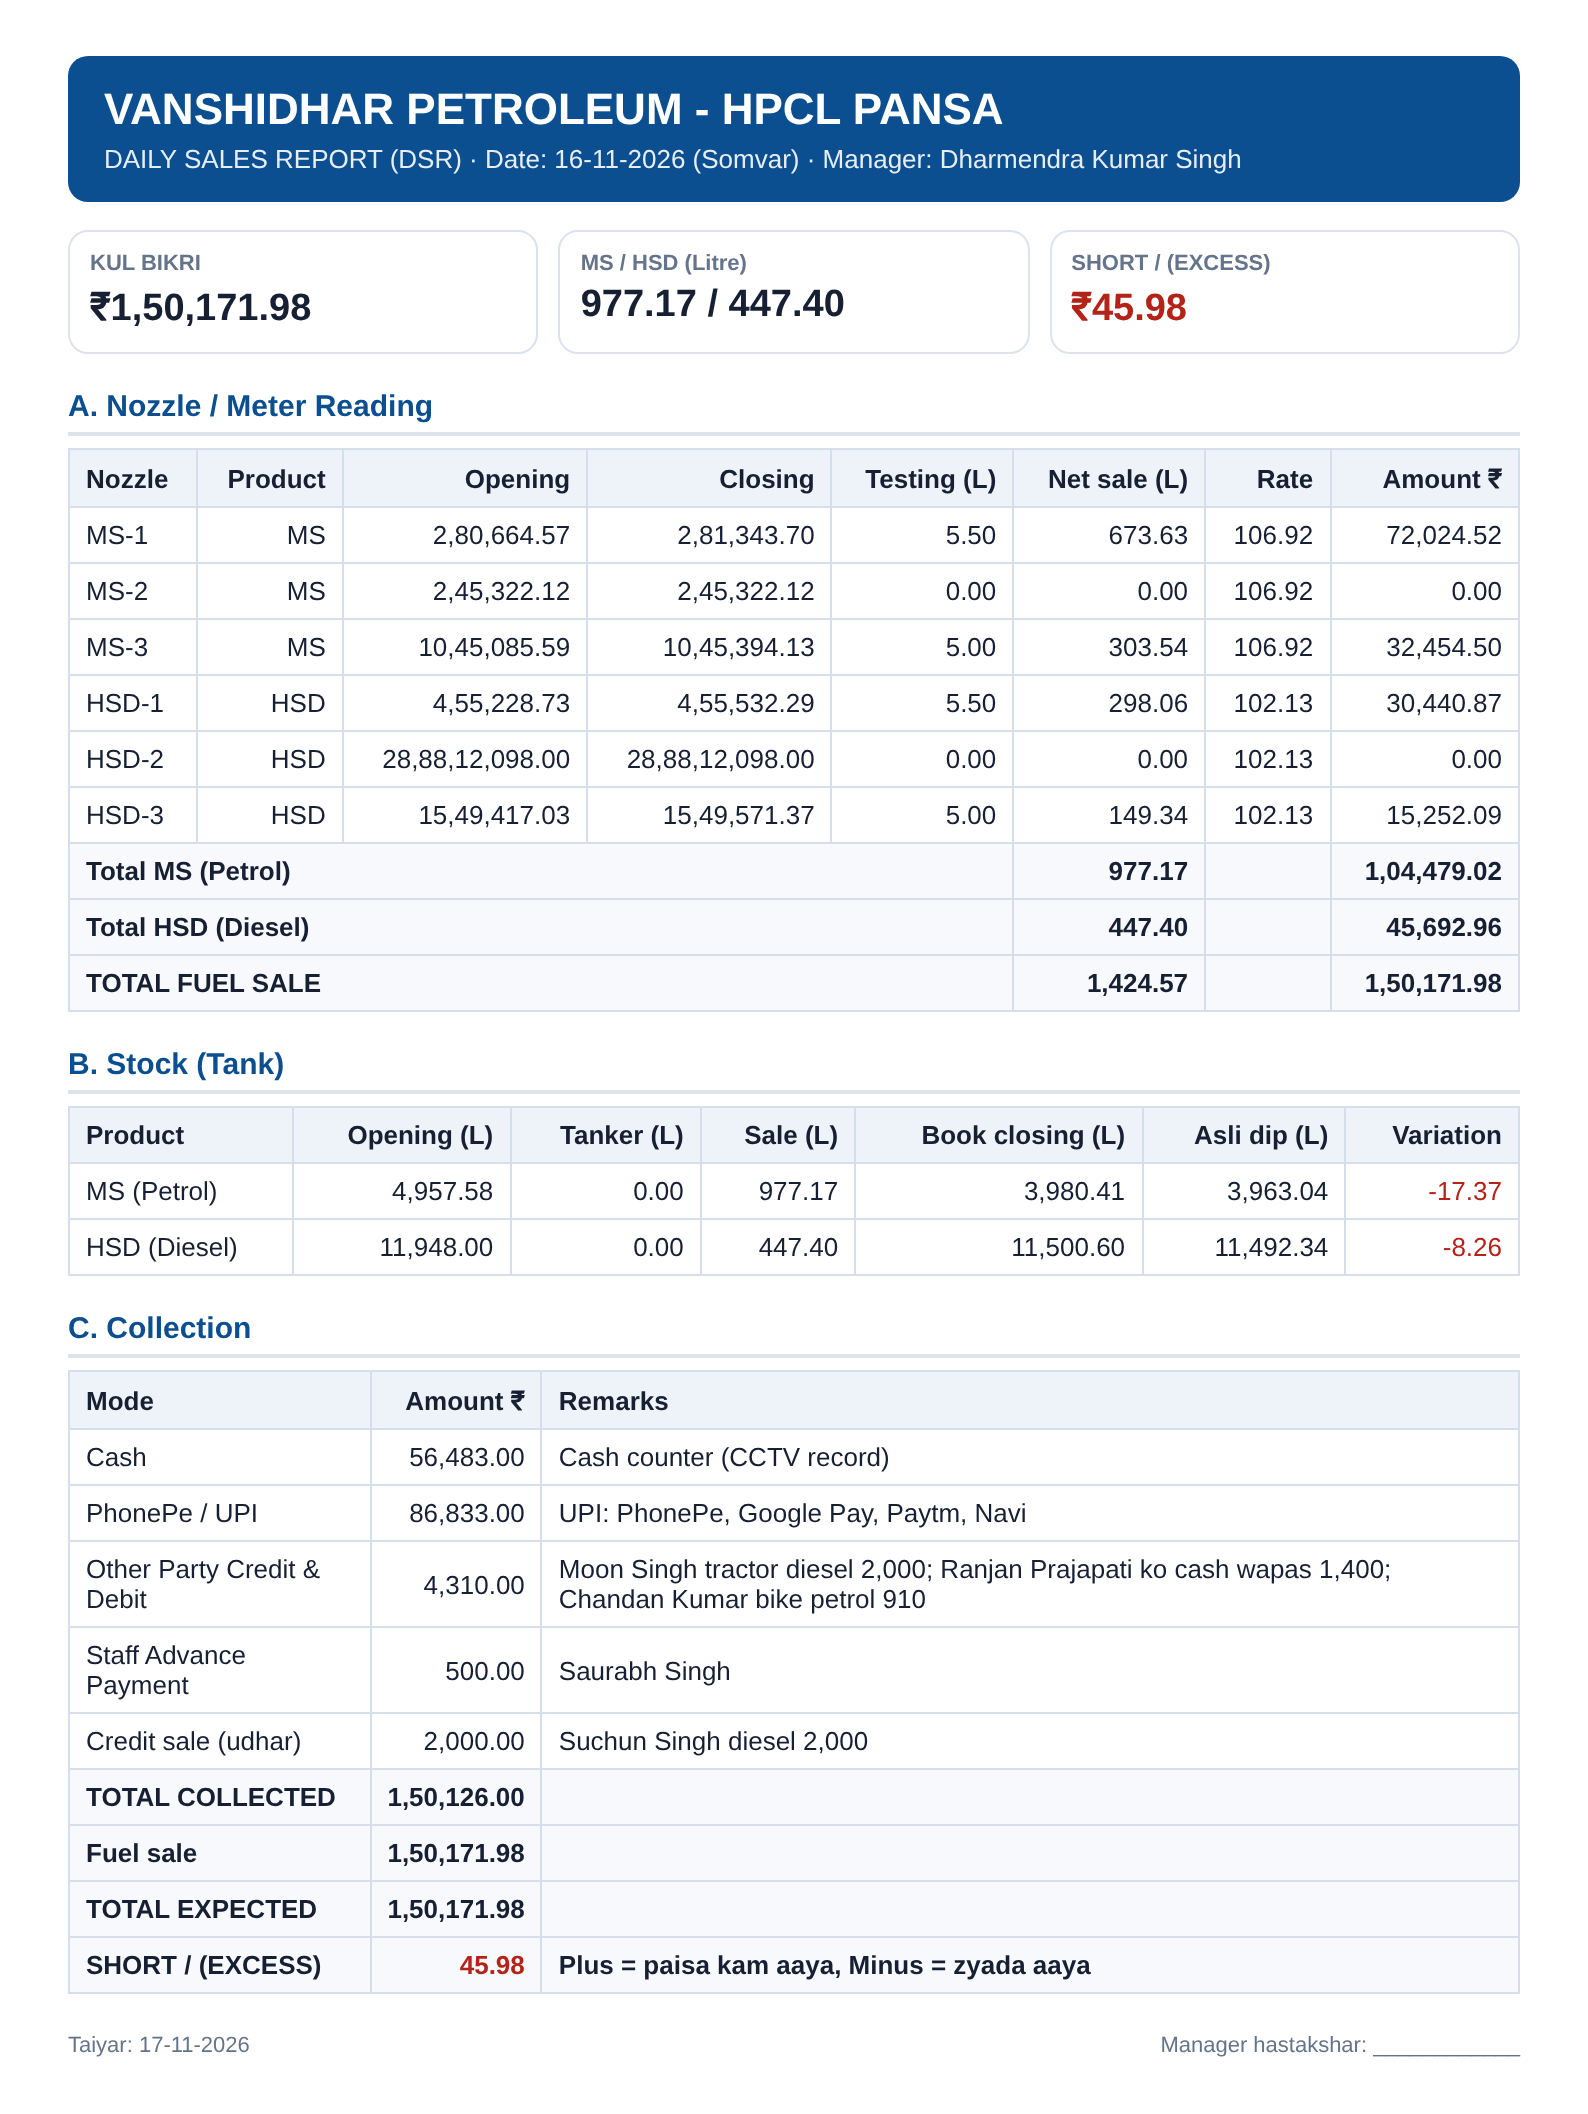 VANSHIDHAR PETROLEUM - HPCL PANSA
DAILY SALES REPORT (DSR) · Date: 16-11-2026 (Somvar) · Manager: Dharmendra Kumar Singh
KUL BIKRI
₹1,50,171.98
MS / HSD (Litre)
977.17 / 447.40
SHORT / (EXCESS)
₹45.98
A. Nozzle / Meter Reading
Nozzle Product Opening Closing Testing (L) Net sale (L) Rate Amount ₹
MS-1 MS 2,80,664.57 2,81,343.70 5.50 673.63 106.92 72,024.52
MS-2 MS 2,45,322.12 2,45,322.12 0.00 0.00 106.92 0.00
MS-3 MS 10,45,085.59 10,45,394.13 5.00 303.54 106.92 32,454.50
HSD-1 HSD 4,55,228.73 4,55,532.29 5.50 298.06 102.13 30,440.87
HSD-2 HSD 28,88,12,098.00 28,88,12,098.00 0.00 0.00 102.13 0.00
HSD-3 HSD 15,49,417.03 15,49,571.37 5.00 149.34 102.13 15,252.09
Total MS (Petrol) 977.17 1,04,479.02
Total HSD (Diesel) 447.40 45,692.96
TOTAL FUEL SALE 1,424.57 1,50,171.98
B. Stock (Tank)
Product Opening (L) Tanker (L) Sale (L) Book closing (L) Asli dip (L) Variation
MS (Petrol) 4,957.58 0.00 977.17 3,980.41 3,963.04 -17.37
HSD (Diesel) 11,948.00 0.00 447.40 11,500.60 11,492.34 -8.26
C. Collection
Mode Amount ₹ Remarks
Cash 56,483.00 Cash counter (CCTV record)
PhonePe / UPI 86,833.00 UPI: PhonePe, Google Pay, Paytm, Navi
Other Party Credit &
Debit 4,310.00 Moon Singh tractor diesel 2,000; Ranjan Prajapati ko cash wapas 1,400;
Chandan Kumar bike petrol 910
Staff Advance
Payment 500.00 Saurabh Singh
Credit sale (udhar) 2,000.00 Suchun Singh diesel 2,000
TOTAL COLLECTED 1,50,126.00
Fuel sale 1,50,171.98
TOTAL EXPECTED 1,50,171.98
SHORT / (EXCESS) 45.98 Plus = paisa kam aaya, Minus = zyada aaya
Taiyar: 17-11-2026
Manager hastakshar: ____________